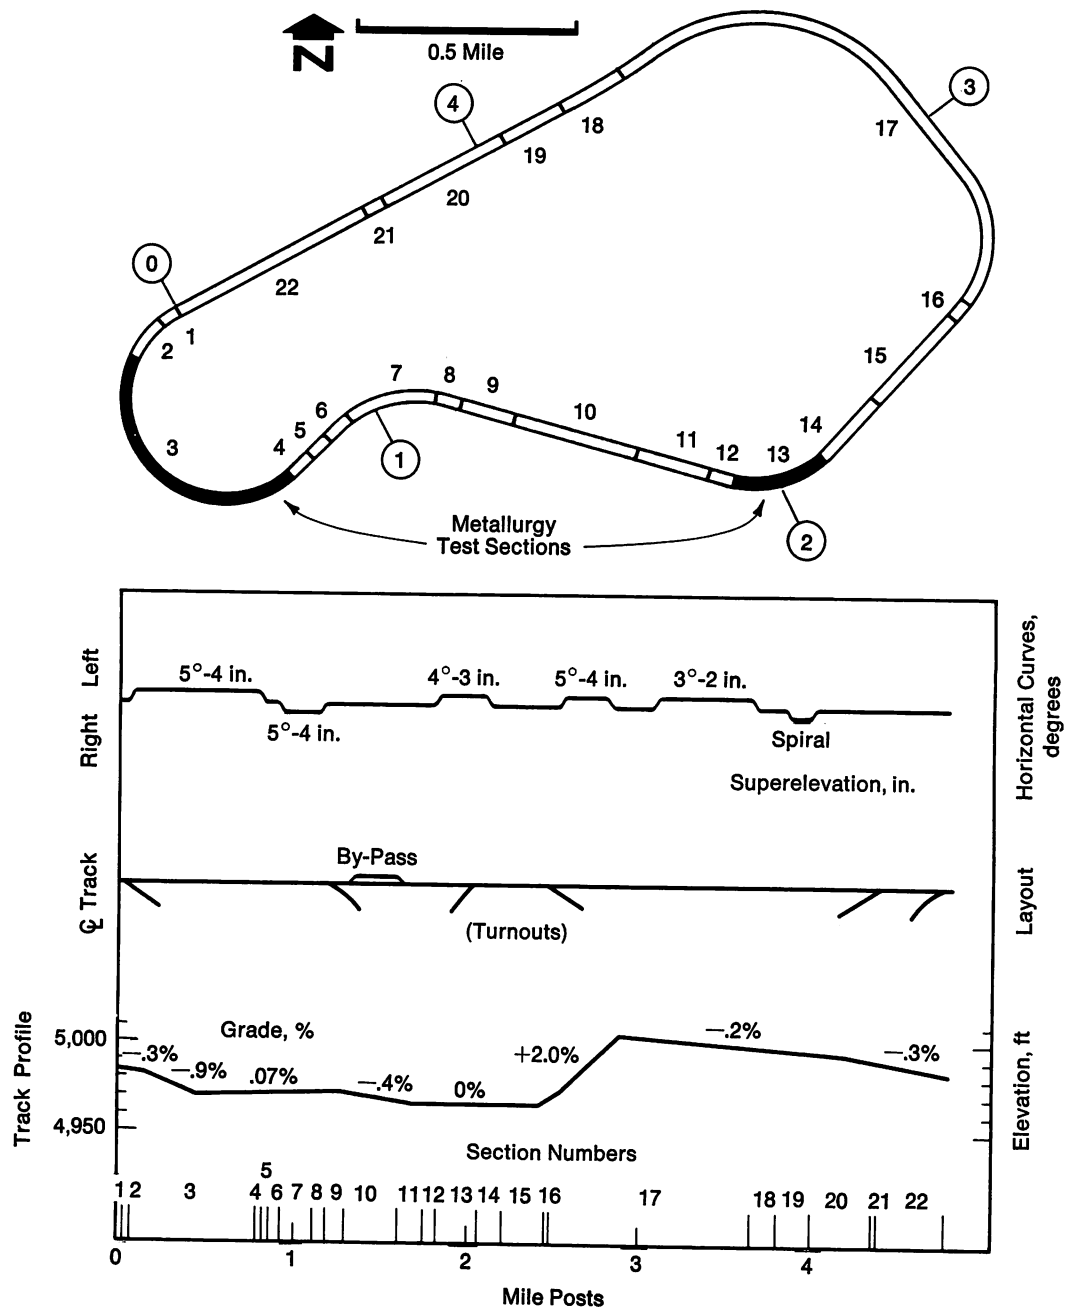 N
0.5 Mile
4
3
18
17
19
20
0
21
22
16
1
2
15
7
8
9
6
10
14
5
3
4
11
12
13
1
Metallurgy
Test Sections
2
Left
Right
5°-4 in.
4°-3 in.
5°-4 in.
3°-2 in.
5°-4 in.
Spiral
Superelevation, in.
Horizontal Curves,
degrees
℄ Track
By-Pass
(Turnouts)
Layout
Track Profile
5,000
4,950
Grade, %
—.3%
—.9%
.07%
—.4%
0%
+2.0%
—.2%
—.3%
Elevation, ft
Section Numbers
1 2 3 4 5 6 7 8 9 10 11 12 13 14 15 16 17 18 19 20 21 22
0 1 2 3 4
Mile Posts